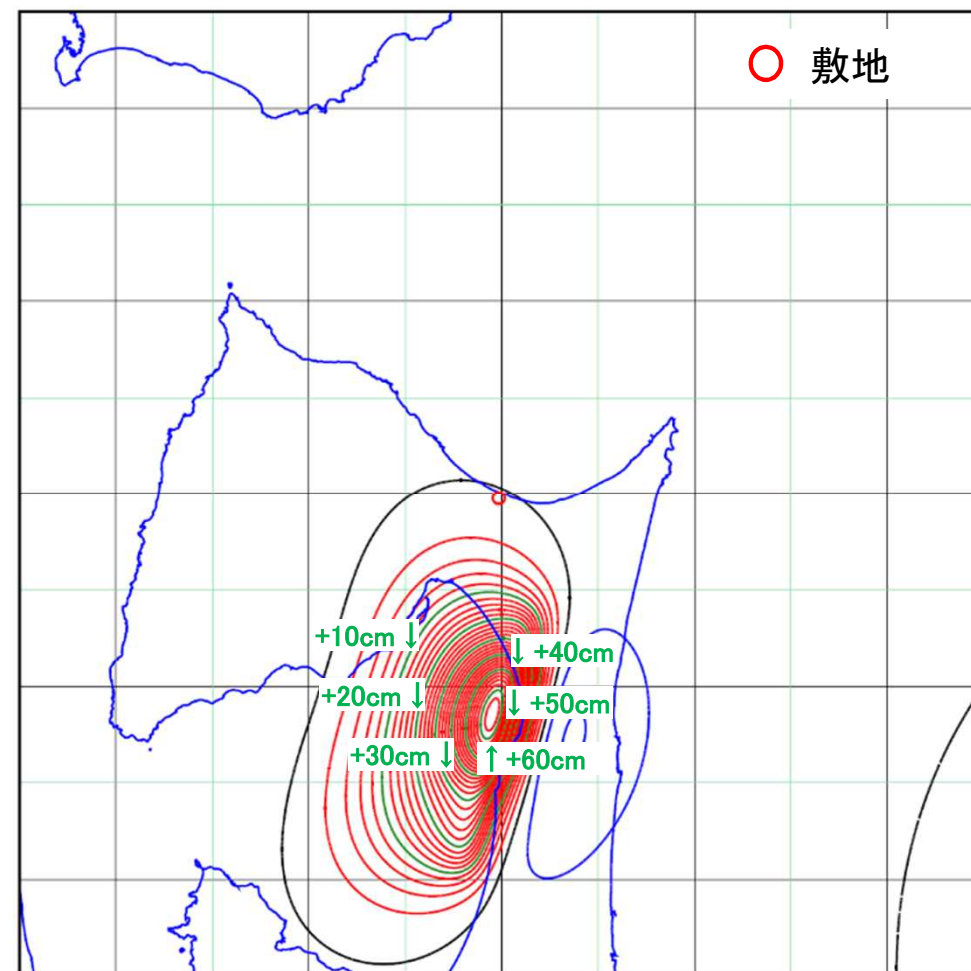 敷地
+10cm ↓
↓ +40cm
+20cm ↓
↓ +50cm
+30cm ↓
↑ +60cm